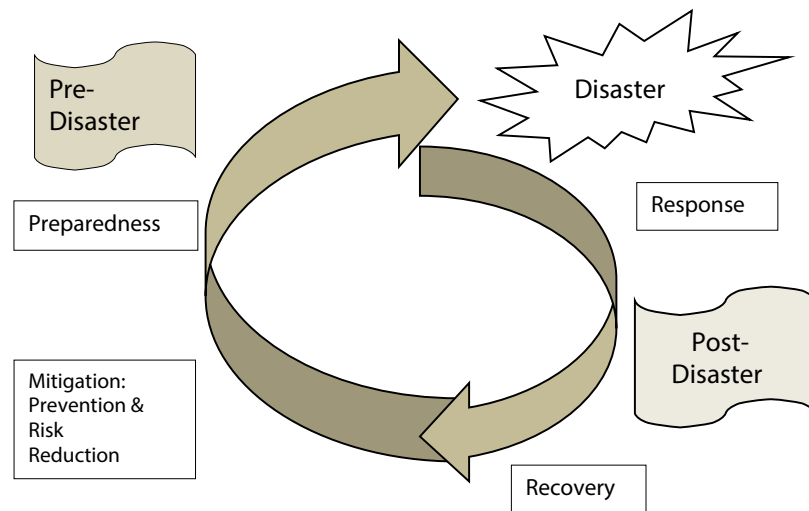 Pre-
Disaster
Disaster
Preparedness
Response
Post-
Disaster
Mitigation:
Prevention &
Risk
Reduction
Recovery